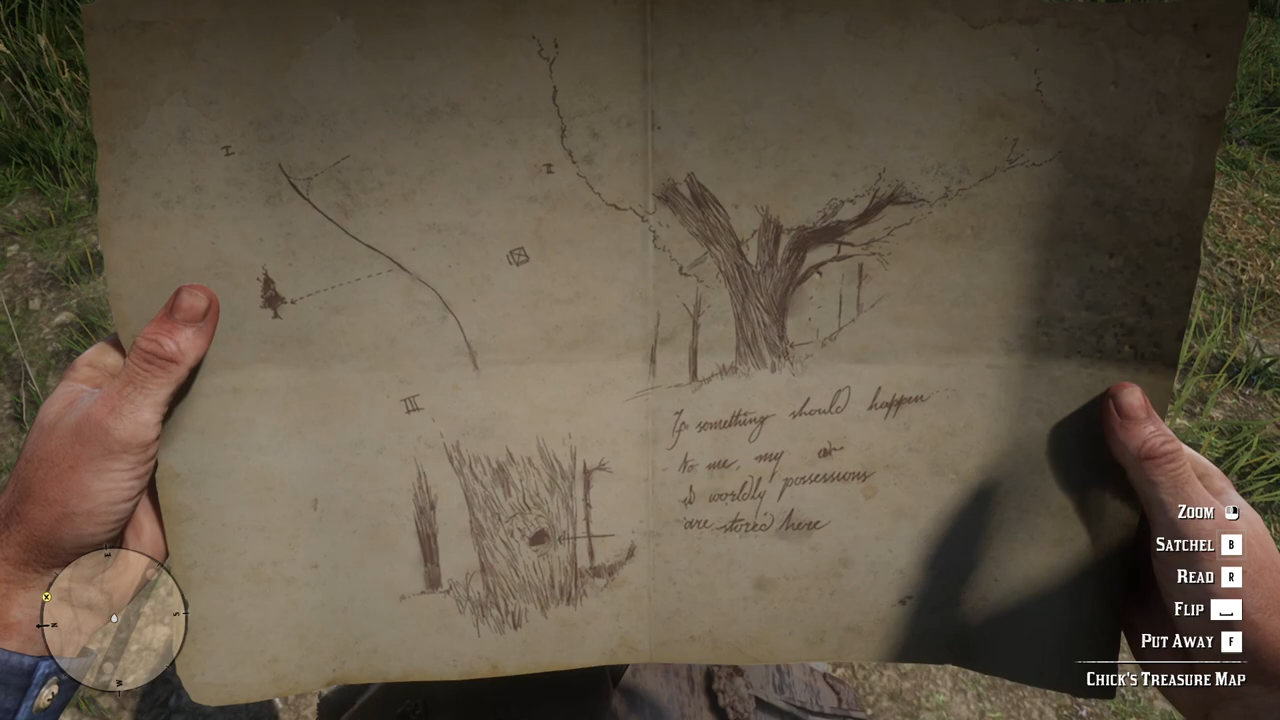 I
II
III
If something should happen
to me, my
worldly possessions
are stored here
N
E
S
W
ZOOM
SATCHEL B
READ R
FLIP
PUT AWAY F
CHICK'S TREASURE MAP